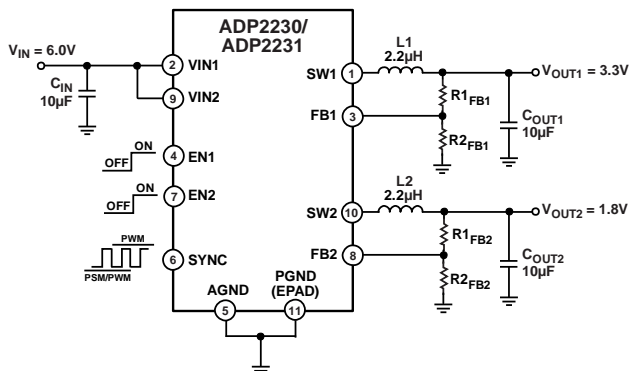 ADP2230/
ADP2231
VIN = 6.0V
CIN
10µF
2
VIN1
9
VIN2
OFF
ON
4
EN1
OFF
ON
7
EN2
PWM
PSM/PWM
6
SYNC
AGND
5
PGND
(EPAD)
11
SW1
1
L1
2.2µH
VOUT1 = 3.3V
FB1
3
R1FB1
R2FB1
COUT1
10µF
SW2
10
L2
2.2µH
VOUT2 = 1.8V
FB2
8
R1FB2
R2FB2
COUT2
10µF